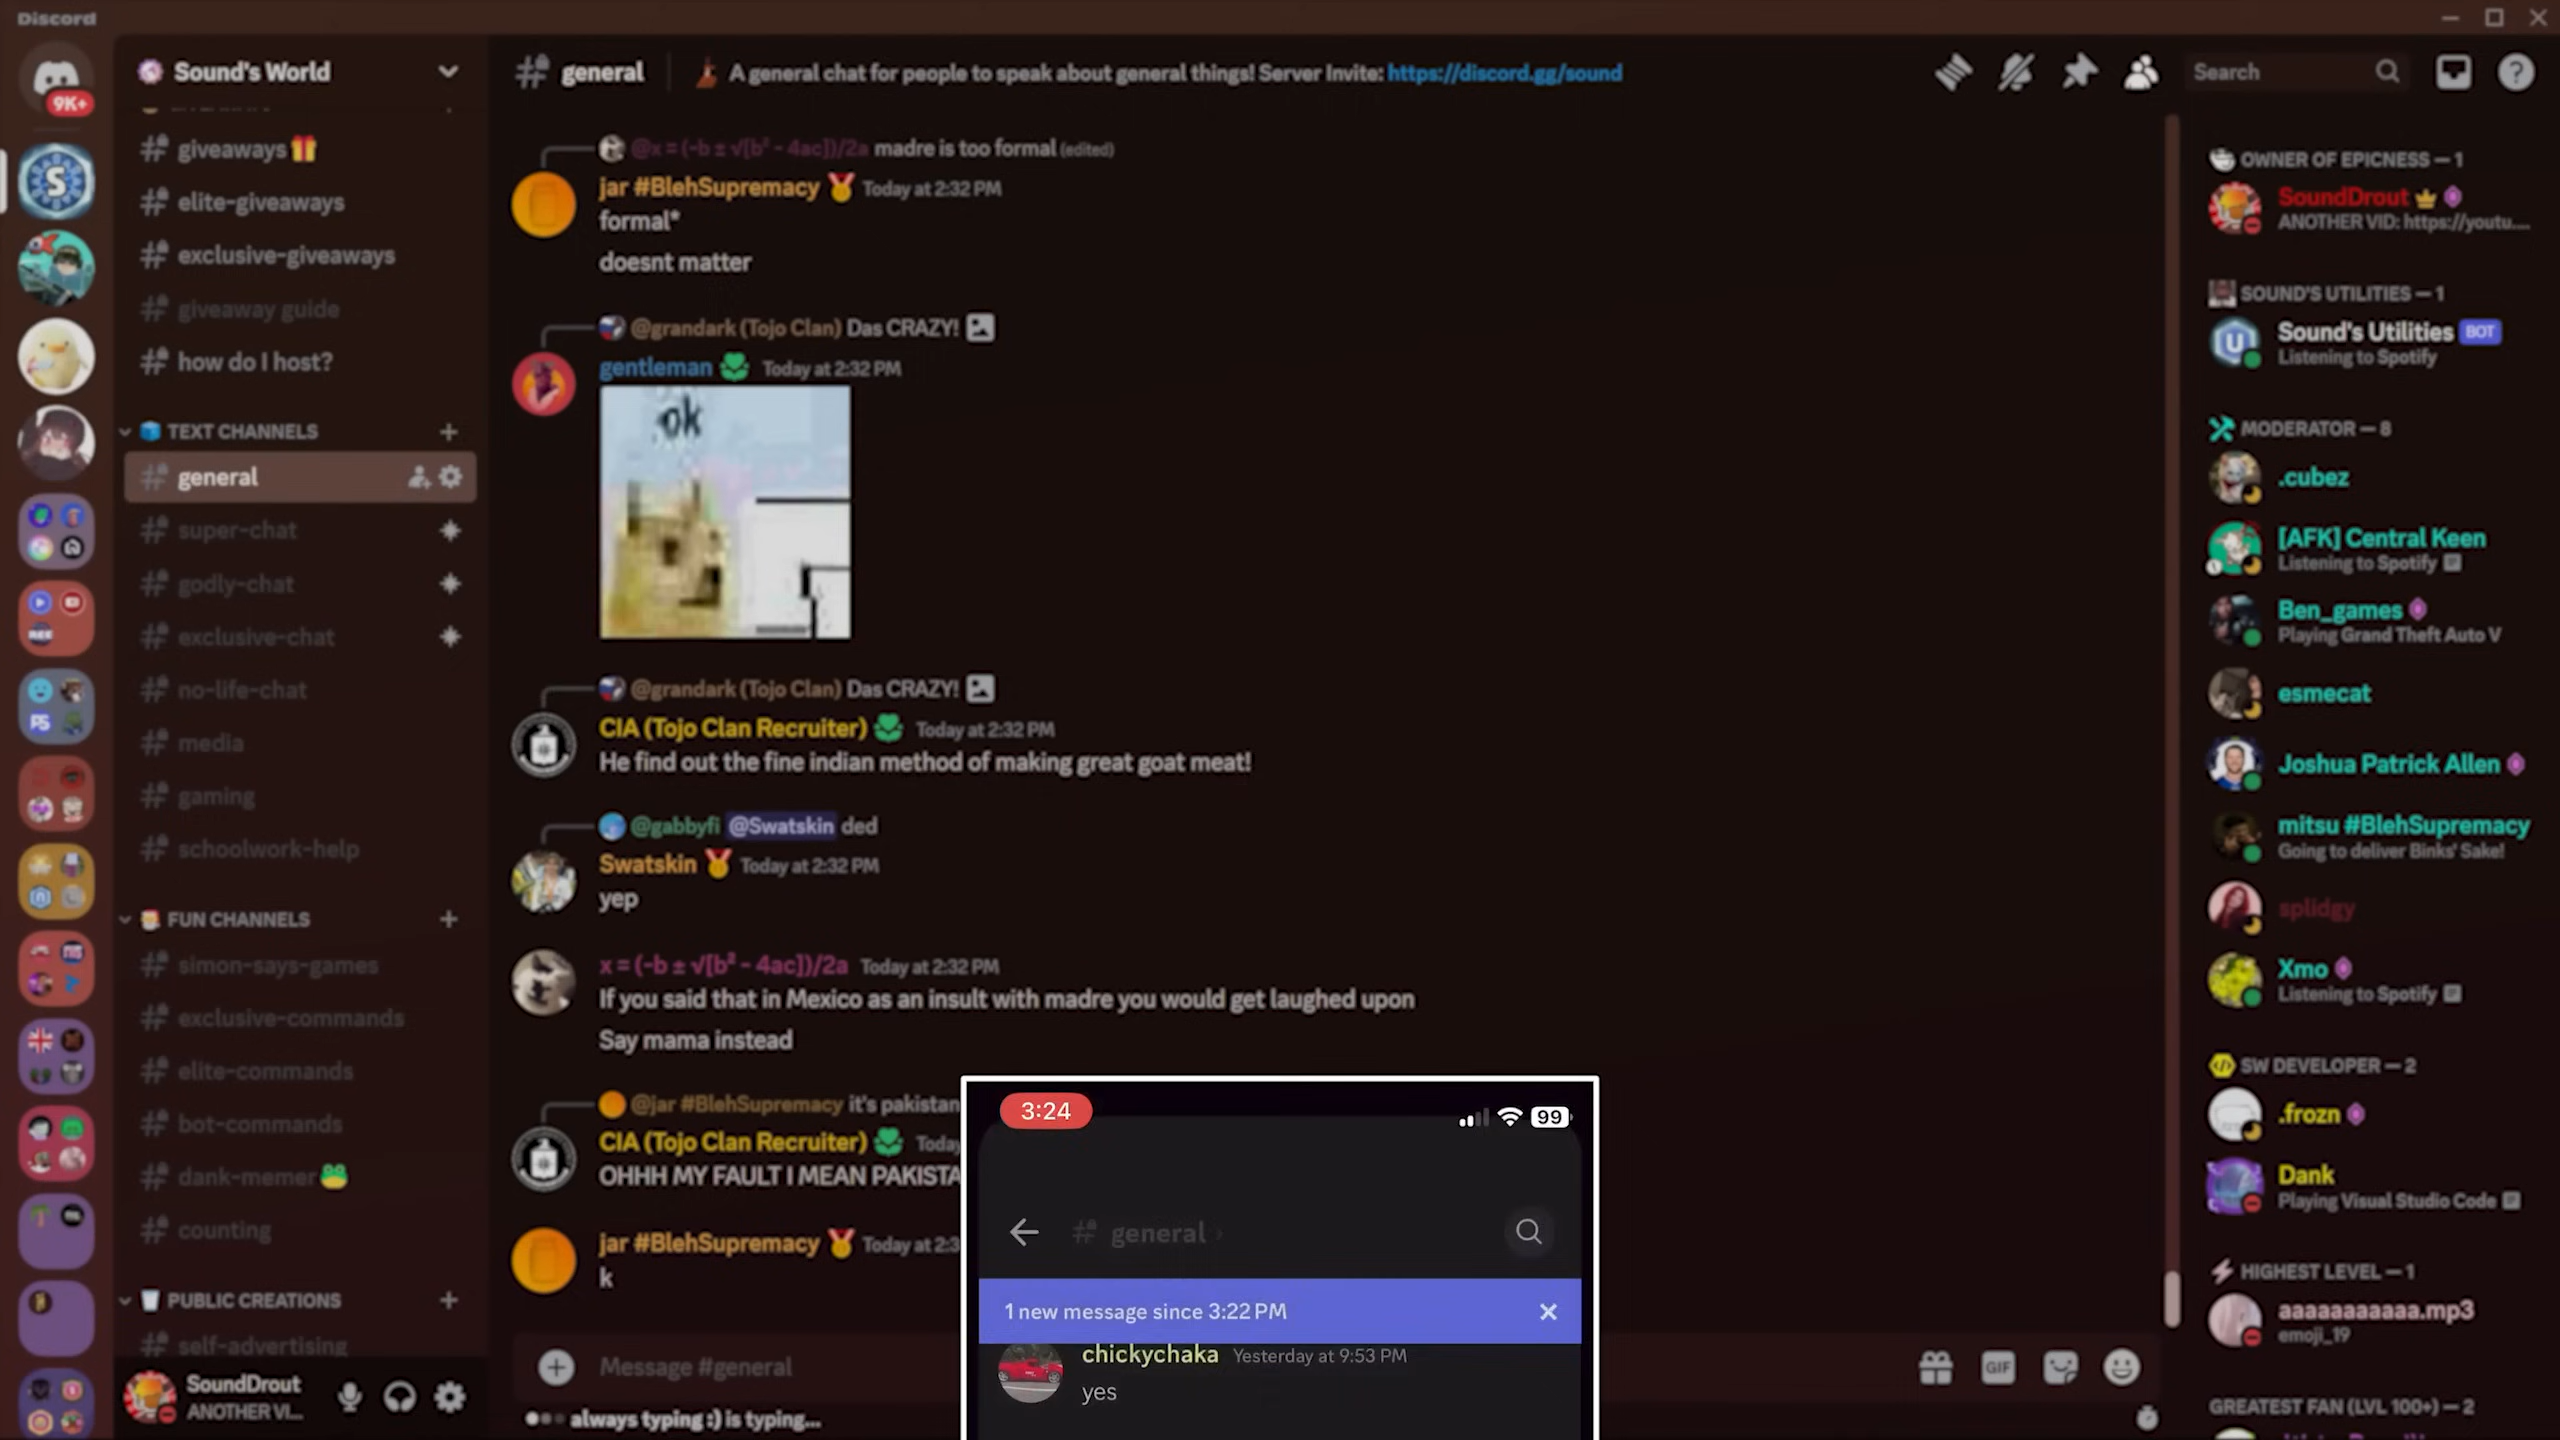 Discord
9K+
Sound's World
giveaways
elite-giveaways
exclusive-giveaways
giveaway guide
how do I host?
TEXT CHANNELS
general
super-chat
godly-chat
exclusive-chat
no-life-chat
media
gaming
schoolwork-help
FUN CHANNELS
simon-says-games
exclusive-commands
elite-commands
bot-commands
dank-memer
counting
PUBLIC CREATIONS
self-advertising
SoundDrout
ANOTHER VI...
general
A general chat for people to speak about general things! Server Invite: https://discord.gg/sound
Search
@x = (-b ± √[b² - 4ac])/2a madre is too formal (edited)
jar #BlehSupremacy Today at 2:32 PM
formal*
doesnt matter
@grandark (Tojo Clan) Das CRAZY!
gentleman Today at 2:32 PM
ok
@grandark (Tojo Clan) Das CRAZY!
CIA (Tojo Clan Recruiter) Today at 2:32 PM
He find out the fine indian method of making great goat meat!
@gabbyfi @Swatskin ded
Swatskin Today at 2:32 PM
yep
x = (-b ± √[b² - 4ac])/2a Today at 2:32 PM
If you said that in Mexico as an insult with madre you would get laughed upon
Say mama instead
@jar #BlehSupremacy it's pakistan
CIA (Tojo Clan Recruiter) Today
OHHH MY FAULT I MEAN PAKISTA
jar #BlehSupremacy Today at 2:3
k
Message #general
GIF
always typing :) is typing...
3:24
99
general
1 new message since 3:22 PM
chickychaka Yesterday at 9:53 PM
yes
OWNER OF EPICNESS — 1
SoundDrout
ANOTHER VID: https://youtu....
SOUND'S UTILITIES — 1
Sound's Utilities BOT
Listening to Spotify
MODERATOR — 8
.cubez
[AFK] Central Keen
Listening to Spotify
Ben_games
Playing Grand Theft Auto V
esmecat
Joshua Patrick Allen
mitsu #BlehSupremacy
Going to deliver Binks' Sake!
splidgy
Xmo
Listening to Spotify
SW DEVELOPER — 2
.frozn
Dank
Playing Visual Studio Code
HIGHEST LEVEL — 1
aaaaaaaaaaa.mp3
emoji_19
GREATEST FAN (LVL 100+) — 2